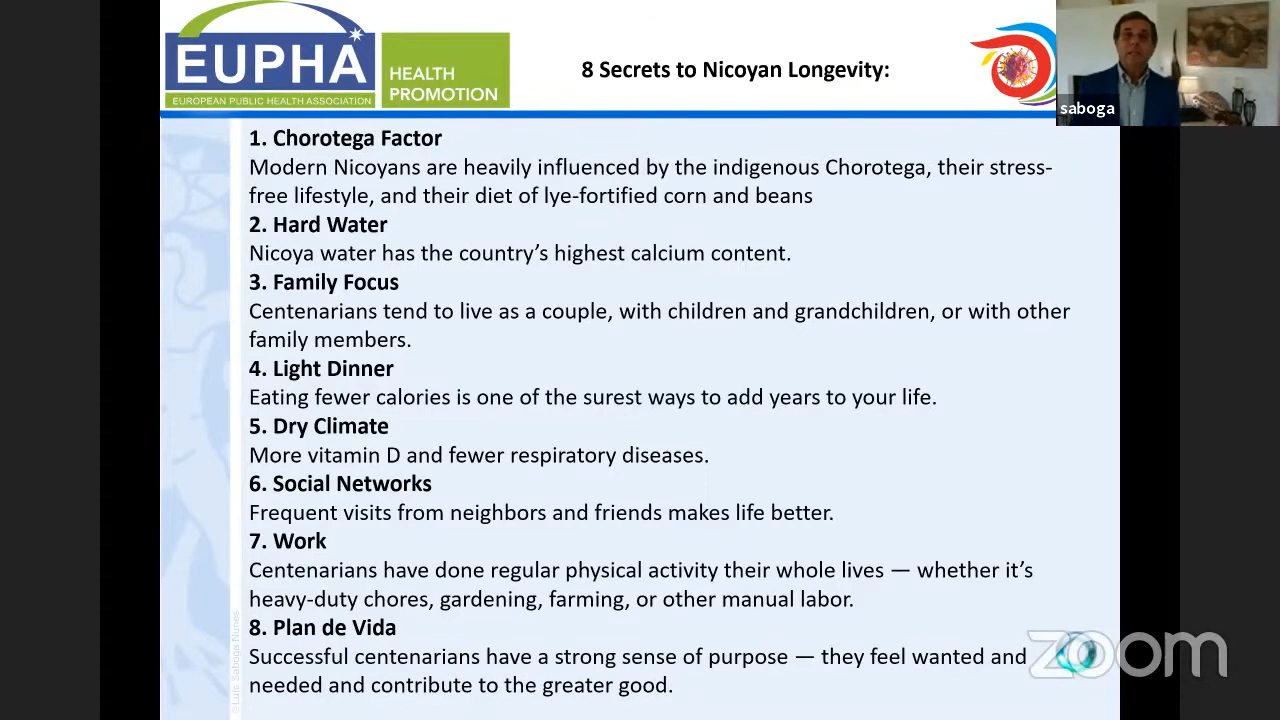 EUPHA
EUROPEAN PUBLIC HEALTH ASSOCIATION
HEALTH
PROMOTION
8 Secrets to Nicoyan Longevity:
saboga
1. Chorotega Factor
Modern Nicoyans are heavily influenced by the indigenous Chorotega, their stress-
free lifestyle, and their diet of lye-fortified corn and beans
2. Hard Water
Nicoya water has the country’s highest calcium content.
3. Family Focus
Centenarians tend to live as a couple, with children and grandchildren, or with other
family members.
4. Light Dinner
Eating fewer calories is one of the surest ways to add years to your life.
5. Dry Climate
More vitamin D and fewer respiratory diseases.
6. Social Networks
Frequent visits from neighbors and friends makes life better.
7. Work
Centenarians have done regular physical activity their whole lives — whether it’s
heavy-duty chores, gardening, farming, or other manual labor.
8. Plan de Vida
Successful centenarians have a strong sense of purpose — they feel wanted and
needed and contribute to the greater good.
Luis Saboga Nunes
zoom